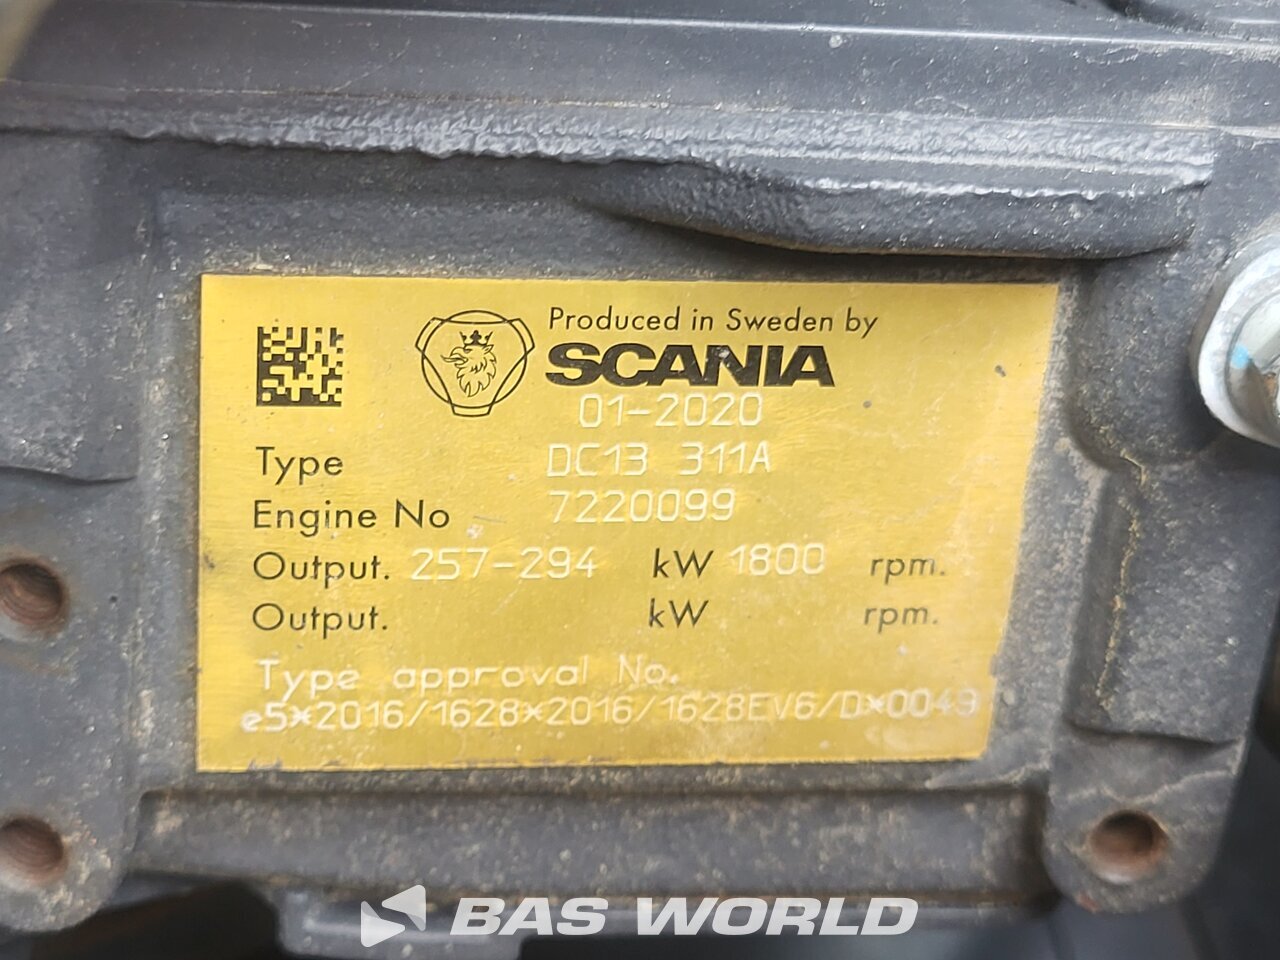 Produced in Sweden by
SCANIA
01-2020
Type DC13 311A
Engine No 7220099
Output. 257-294 kW 1800 rpm.
Output. kW rpm.
Type approval No.
e5*2016/1628*2016/1628EV6/D*0049
BAS WORLD